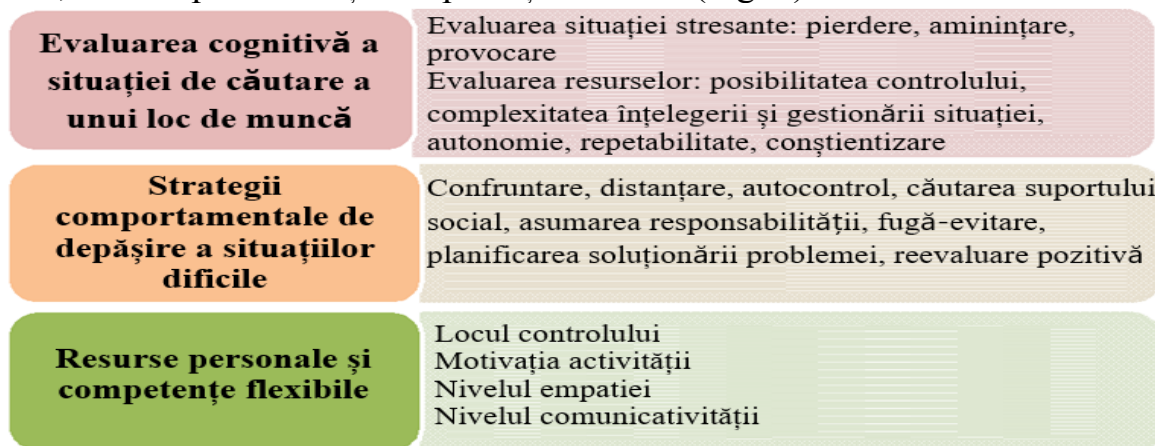 Evaluarea cognitivă a
situației de căutare a
unui loc de muncă
Evaluarea situației stresante: pierdere, aminințare,
provocare
Evaluarea resurselor: posibilitatea controlului,
complexitatea înțelegerii și gestionării situației,
autonomie, repetabilitate, conștientizare
Strategii
comportamentale de
depășire a situațiilor
dificile
Confruntare, distanțare, autocontrol, căutarea suportului
social, asumarea responsabilității, fugă-evitare,
planificarea soluționării problemei, reevaluare pozitivă
Resurse personale și
competențe flexibile
Locul controlului
Motivația activității
Nivelul empatiei
Nivelul comunicativității